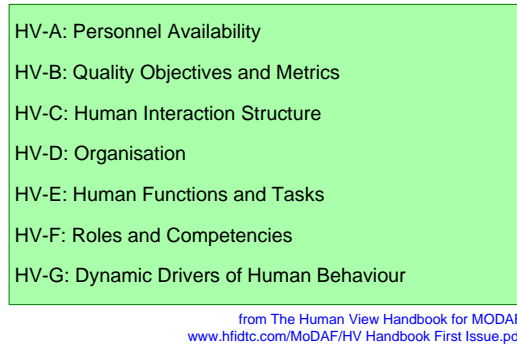 HV-A: Personnel Availability
HV-B: Quality Objectives and Metrics
HV-C: Human Interaction Structure
HV-D: Organisation
HV-E: Human Functions and Tasks
HV-F: Roles and Competencies
HV-G: Dynamic Drivers of Human Behaviour
from The Human View Handbook for MODAF
www.hfidtc.com/MoDAF/HV Handbook First Issue.pd